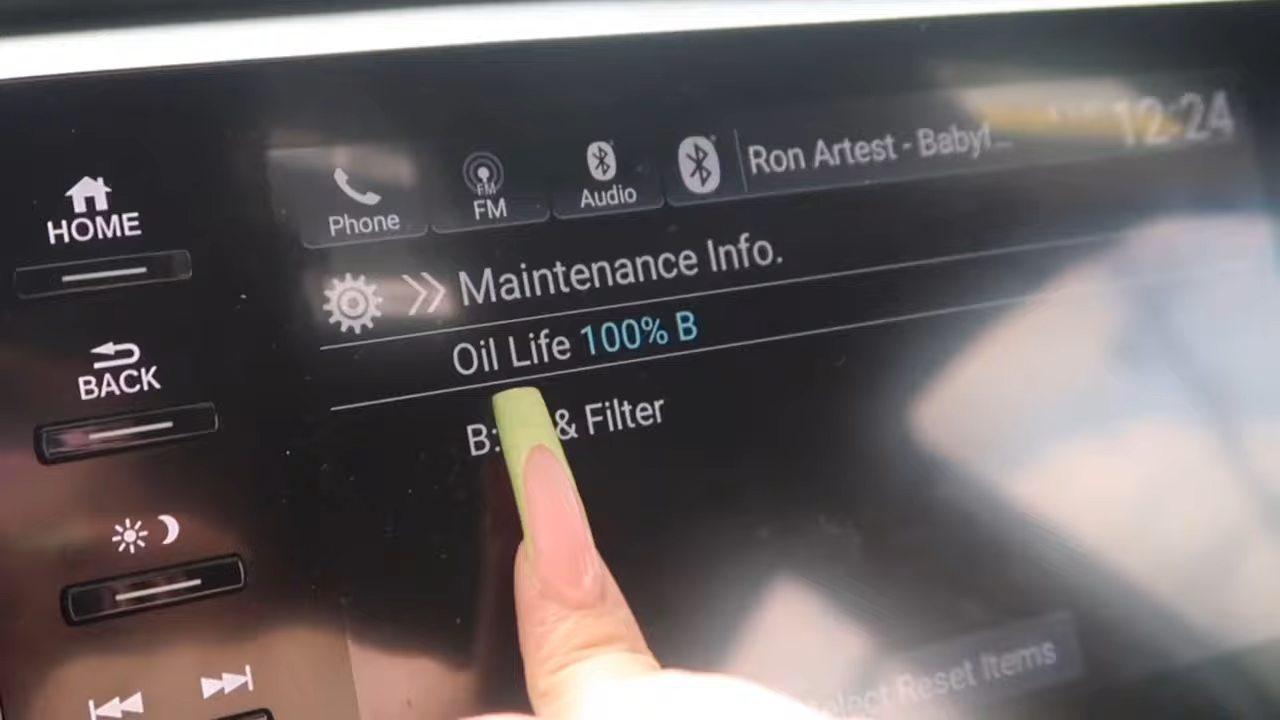 HOME
BACK
Phone
FM
FM
Audio
Ron Artest - Babyl...
12:24
Maintenance Info.
Oil Life 100% B
B: & Filter
Reset Items